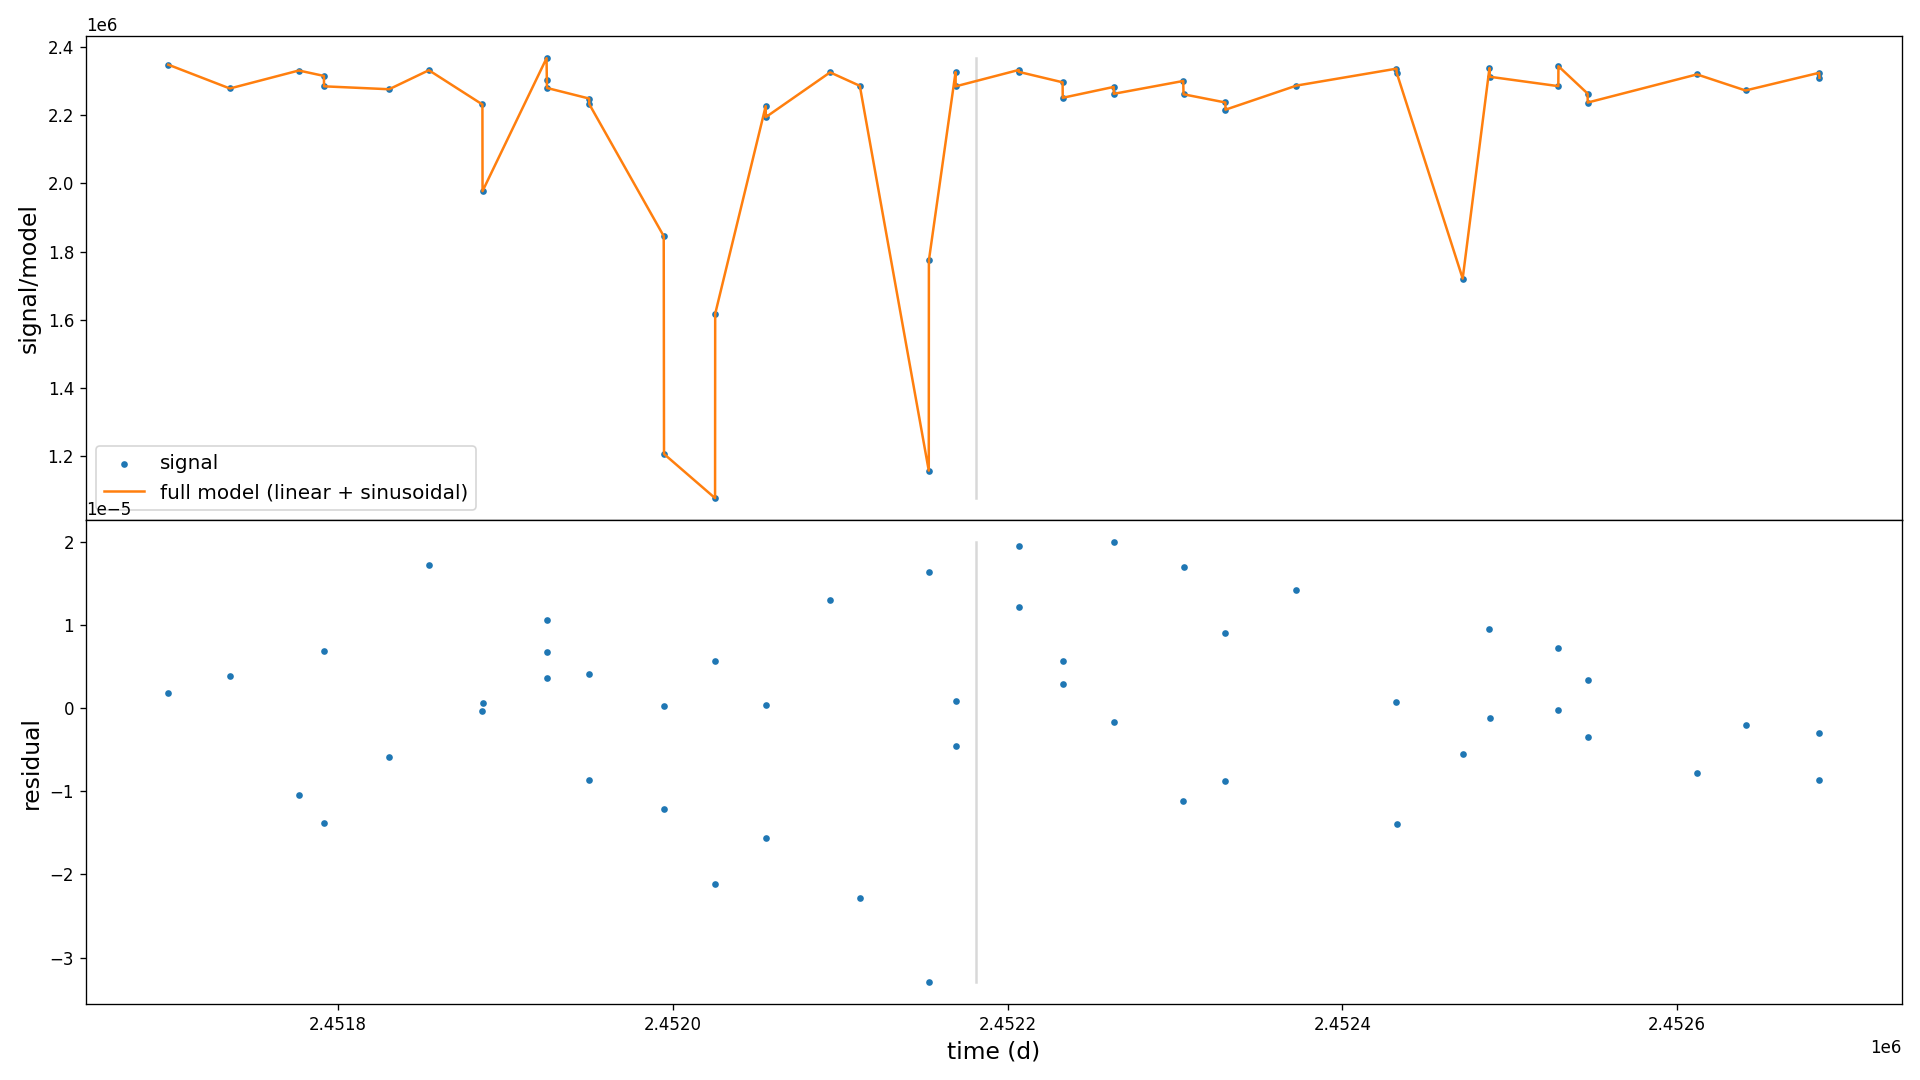 1e6
2.4
2.2
2.0
1.8
1.6
1.4
1.2
signal/model
signal
full model (linear + sinusoidal)
1e−5
2
1
0
−1
−2
−3
residual
2.4518
2.4520
2.4522
2.4524
2.4526
time (d)
1e6